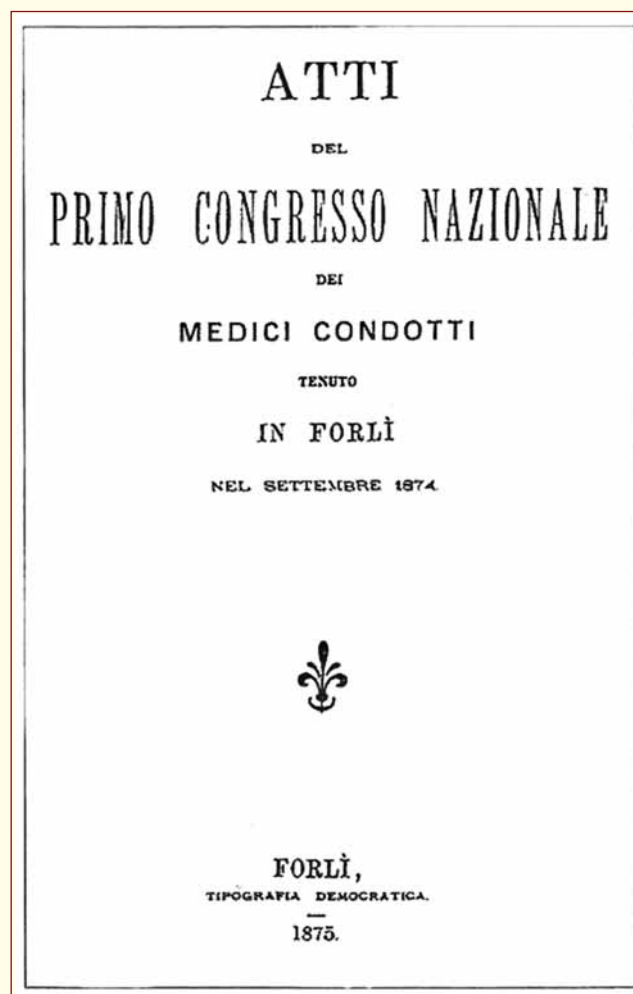 ATTI
DEL
PRIMO CONGRESSO NAZIONALE
DEI
MEDICI CONDOTTI
TENUTO
IN FORLÌ
NEL SETTEMBRE 1874.
FORLÌ,
TIPOGRAFIA DEMOCRATICA.
1875.